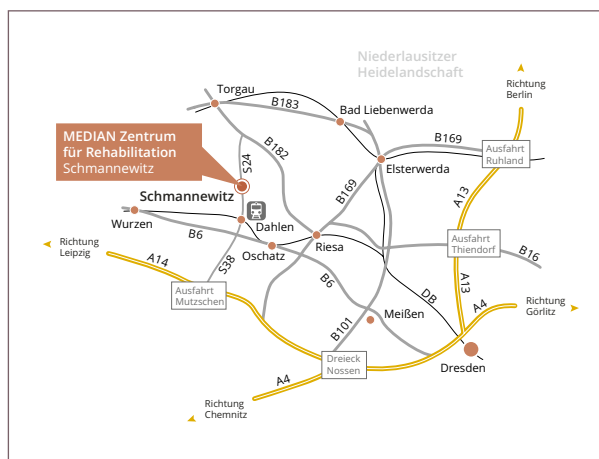 Niederlausitzer
Heidelandschaft
Torgau
B183
Bad Liebenwerda
Richtung
Berlin
MEDIAN Zentrum
für Rehabilitation
Schmannewitz
S24
B182
B169
Ausfahrt
Ruhland
Elsterwerda
B169
A13
Schmannewitz
Wurzen
B6
Dahlen
Oschatz
Riesa
Ausfahrt
Thiendorf
B16
Richtung
Leipzig
A14
S38
Ausfahrt
Mutzschen
B6
DB
A13
A4
Richtung
Görlitz
Meißen
B101
Dreieck
Nossen
Dresden
A4
Richtung
Chemnitz